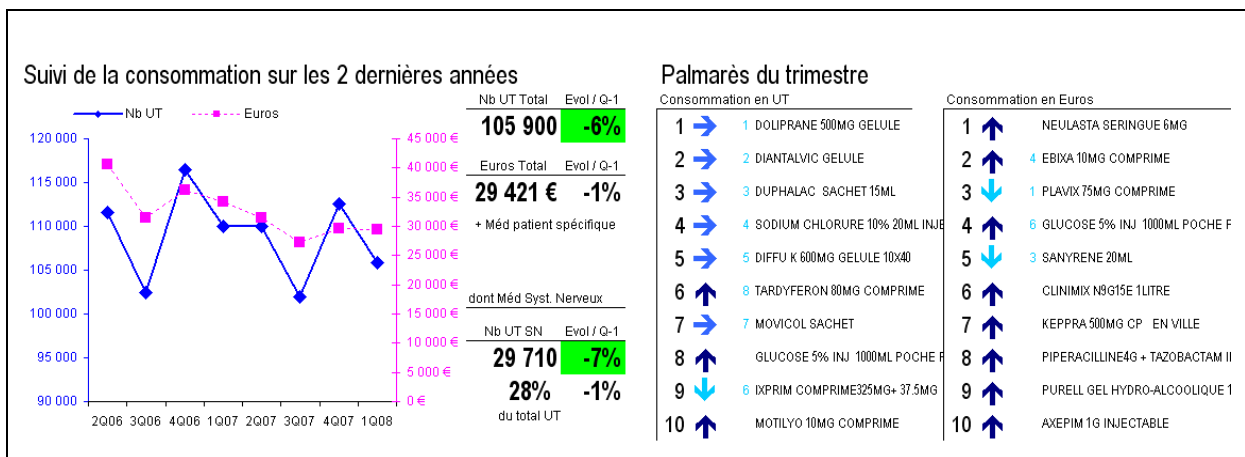 Suivi de la consommation sur les 2 dernières années
Nb UT Euros
120 000
115 000
110 000
105 000
100 000
95 000
90 000
45 000 €
40 000 €
35 000 €
30 000 €
25 000 €
20 000 €
15 000 €
10 000 €
5 000 €
0 €
2Q06 3Q06 4Q06 1Q07 2Q07 3Q07 4Q07 1Q08
Nb UT Total Evol / Q-1
105 900 -6%
Euros Total Evol / Q-1
29 421 € -1%
+ Méd patient spécifique
dont Méd Syst. Nerveux
Nb UT SN Evol / Q-1
29 710 -7%
28% -1%
du total UT
Palmarès du trimestre
Consommation en UT
1 1 DOLIPRANE 500MG GELULE
2 2 DIANTALVIC GELULE
3 3 DUPHALAC SACHET 15ML
4 4 SODIUM CHLORURE 10% 20ML INJE
5 5 DIFFU K 600MG GELULE 10X40
6 8 TARDYFERON 80MG COMPRIME
7 7 MOVICOL SACHET
8 GLUCOSE 5% INJ 1000ML POCHE F
9 6 IXPRIM COMPRIME325MG+ 37.5MG
10 MOTILYO 10MG COMPRIME
Consommation en Euros
1 NEULASTA SERINGUE 6MG
2 4 EBIXA 10MG COMPRIME
3 1 PLAVIX 75MG COMPRIME
4 6 GLUCOSE 5% INJ 1000ML POCHE F
5 3 SANYRENE 20ML
6 CLINIMIX N9G15E 1LITRE
7 KEPPRA 500MG CP EN VILLE
8 PIPERACILLINE4G + TAZOBACTAM
9 PURELL GEL HYDRO-ALCOOLIQUE 1
10 AXEPIM 1G INJECTABLE